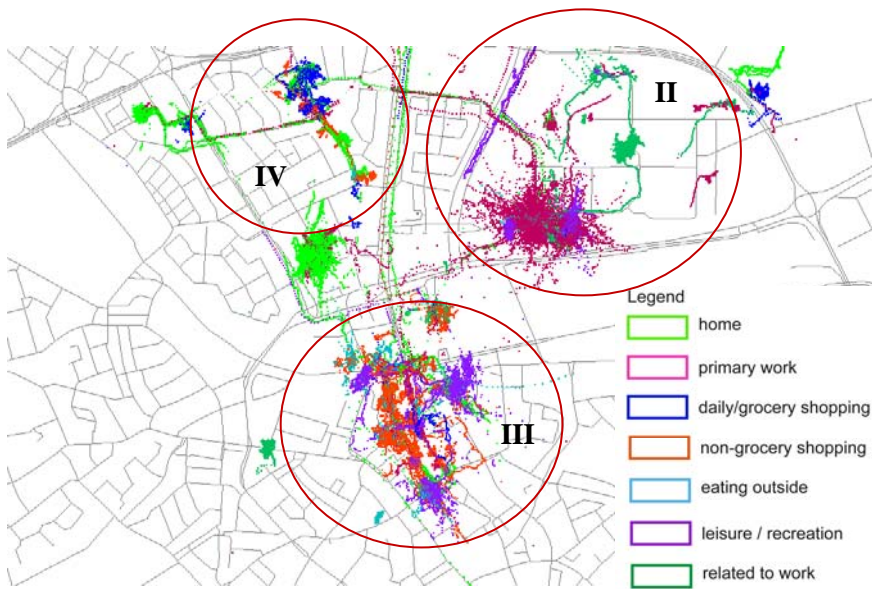 II
IV
III
Legend
home
primary work
daily/grocery shopping
non-grocery shopping
eating outside
leisure / recreation
related to work